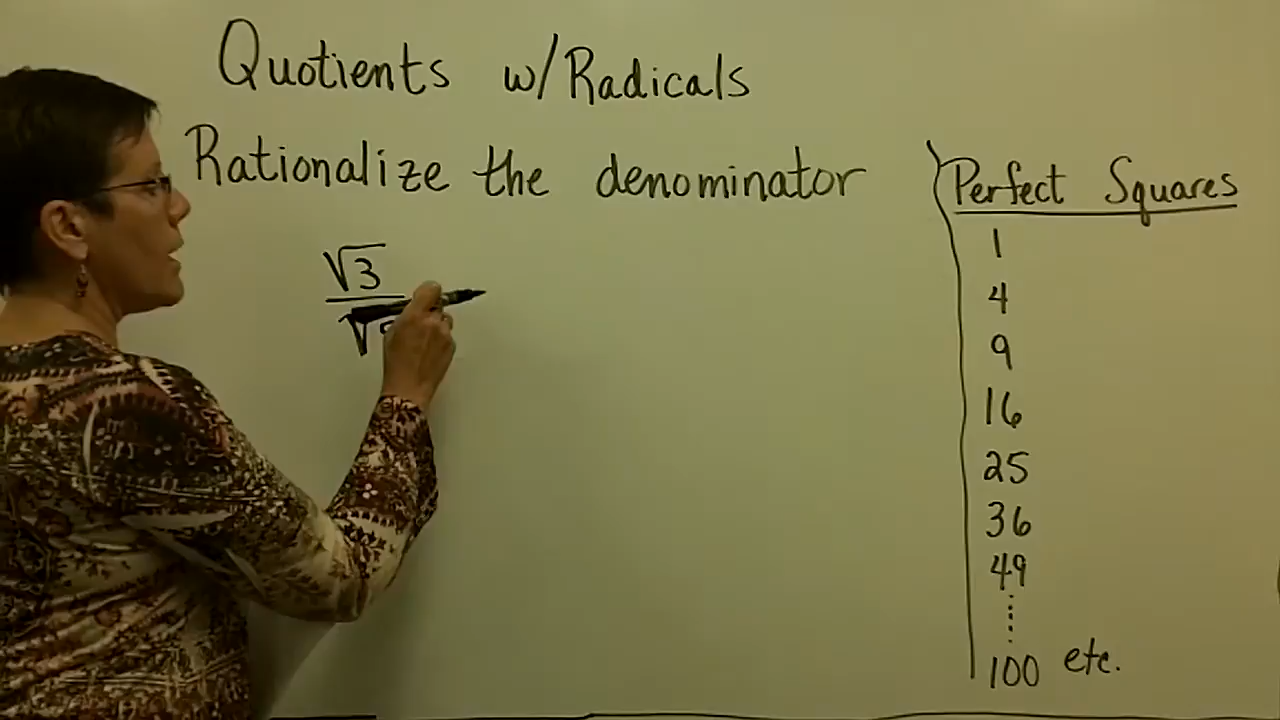 Quotients w/Radicals
Rationalize the denominator
√3
Perfect Squares
1
4
9
16
25
36
49
100 etc.